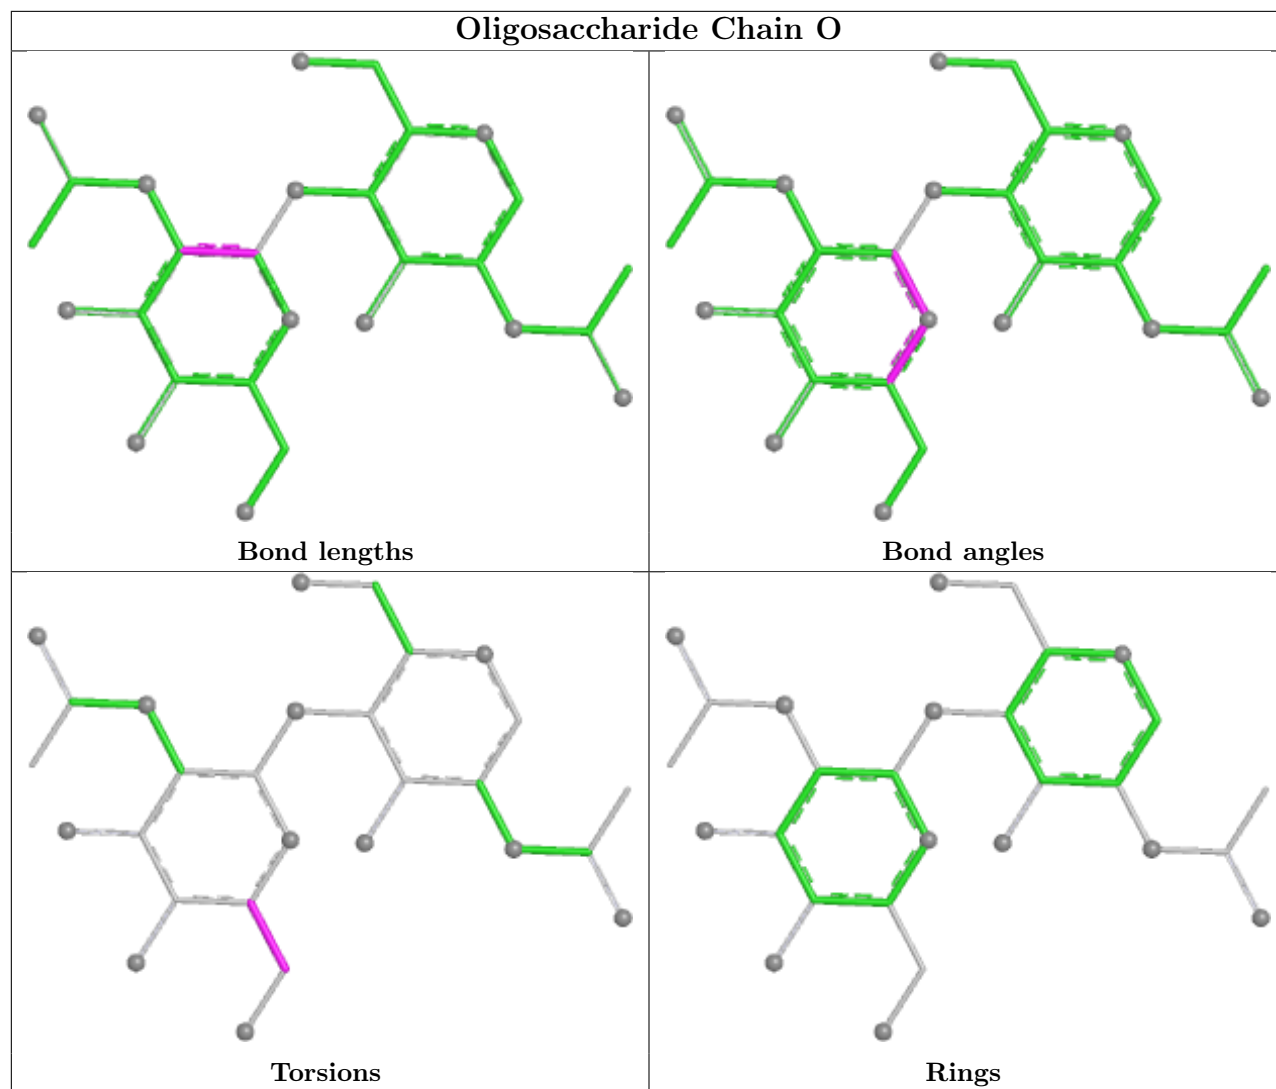 Oligosaccharide Chain O
Bond lengths
Bond angles
Torsions
Rings